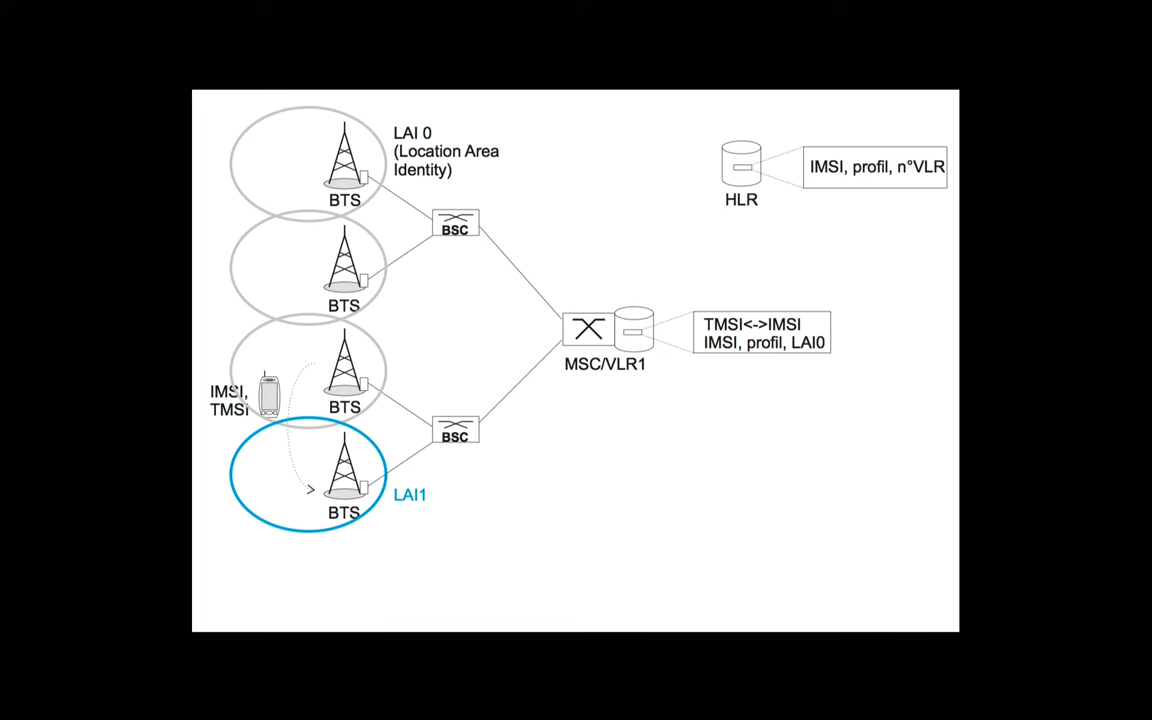 LAI 0
(Location Area
Identity)
BTS
BSC
HLR
IMSI, profil, n°VLR
BTS
TMSI<->IMSI
IMSI, profil, LAI0
MSC/VLR1
IMSI,
TMSI
BTS
BSC
LAI1
BTS